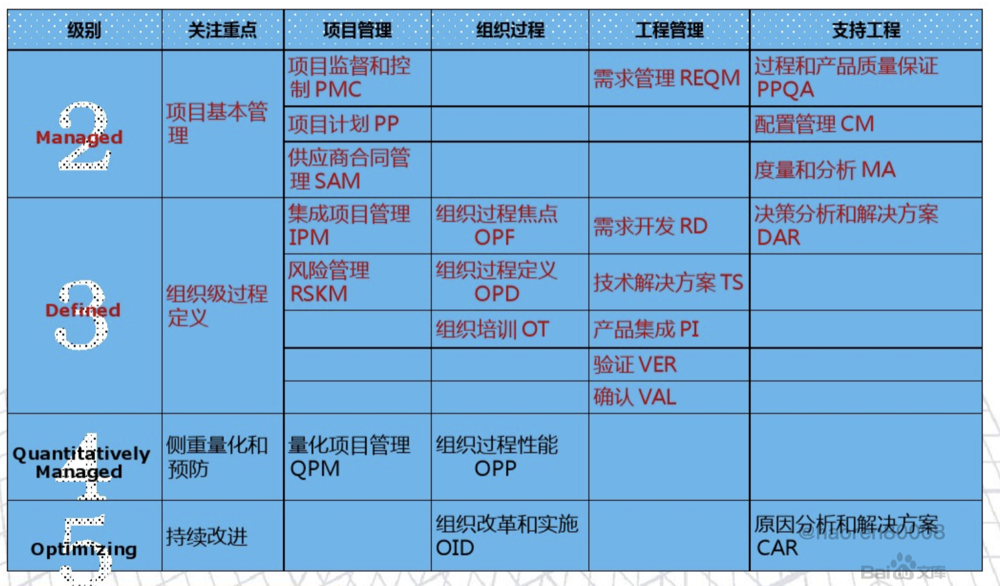 级别 关注重点 项目管理 组织过程 工程管理 支持工程
2
Managed
项目基本管
理
项目监督和控
制 PMC
需求管理 REQM
过程和产品质量保证
PPQA
项目计划 PP
配置管理 CM
供应商合同管
理 SAM
度量和分析 MA
3
Defined
组织级过程
定义
集成项目管理
IPM
组织过程焦点
OPF
需求开发 RD
决策分析和解决方案
DAR
风险管理
RSKM
组织过程定义
OPD
技术解决方案 TS
组织培训 OT
产品集成 PI
验证 VER
确认 VAL
4
Quantitatively
Managed
侧重量化和
预防
量化项目管理
QPM
组织过程性能
OPP
5
Optimizing
持续改进
组织改革和实施
OID
原因分析和解决方案
CAR
Bai 文库